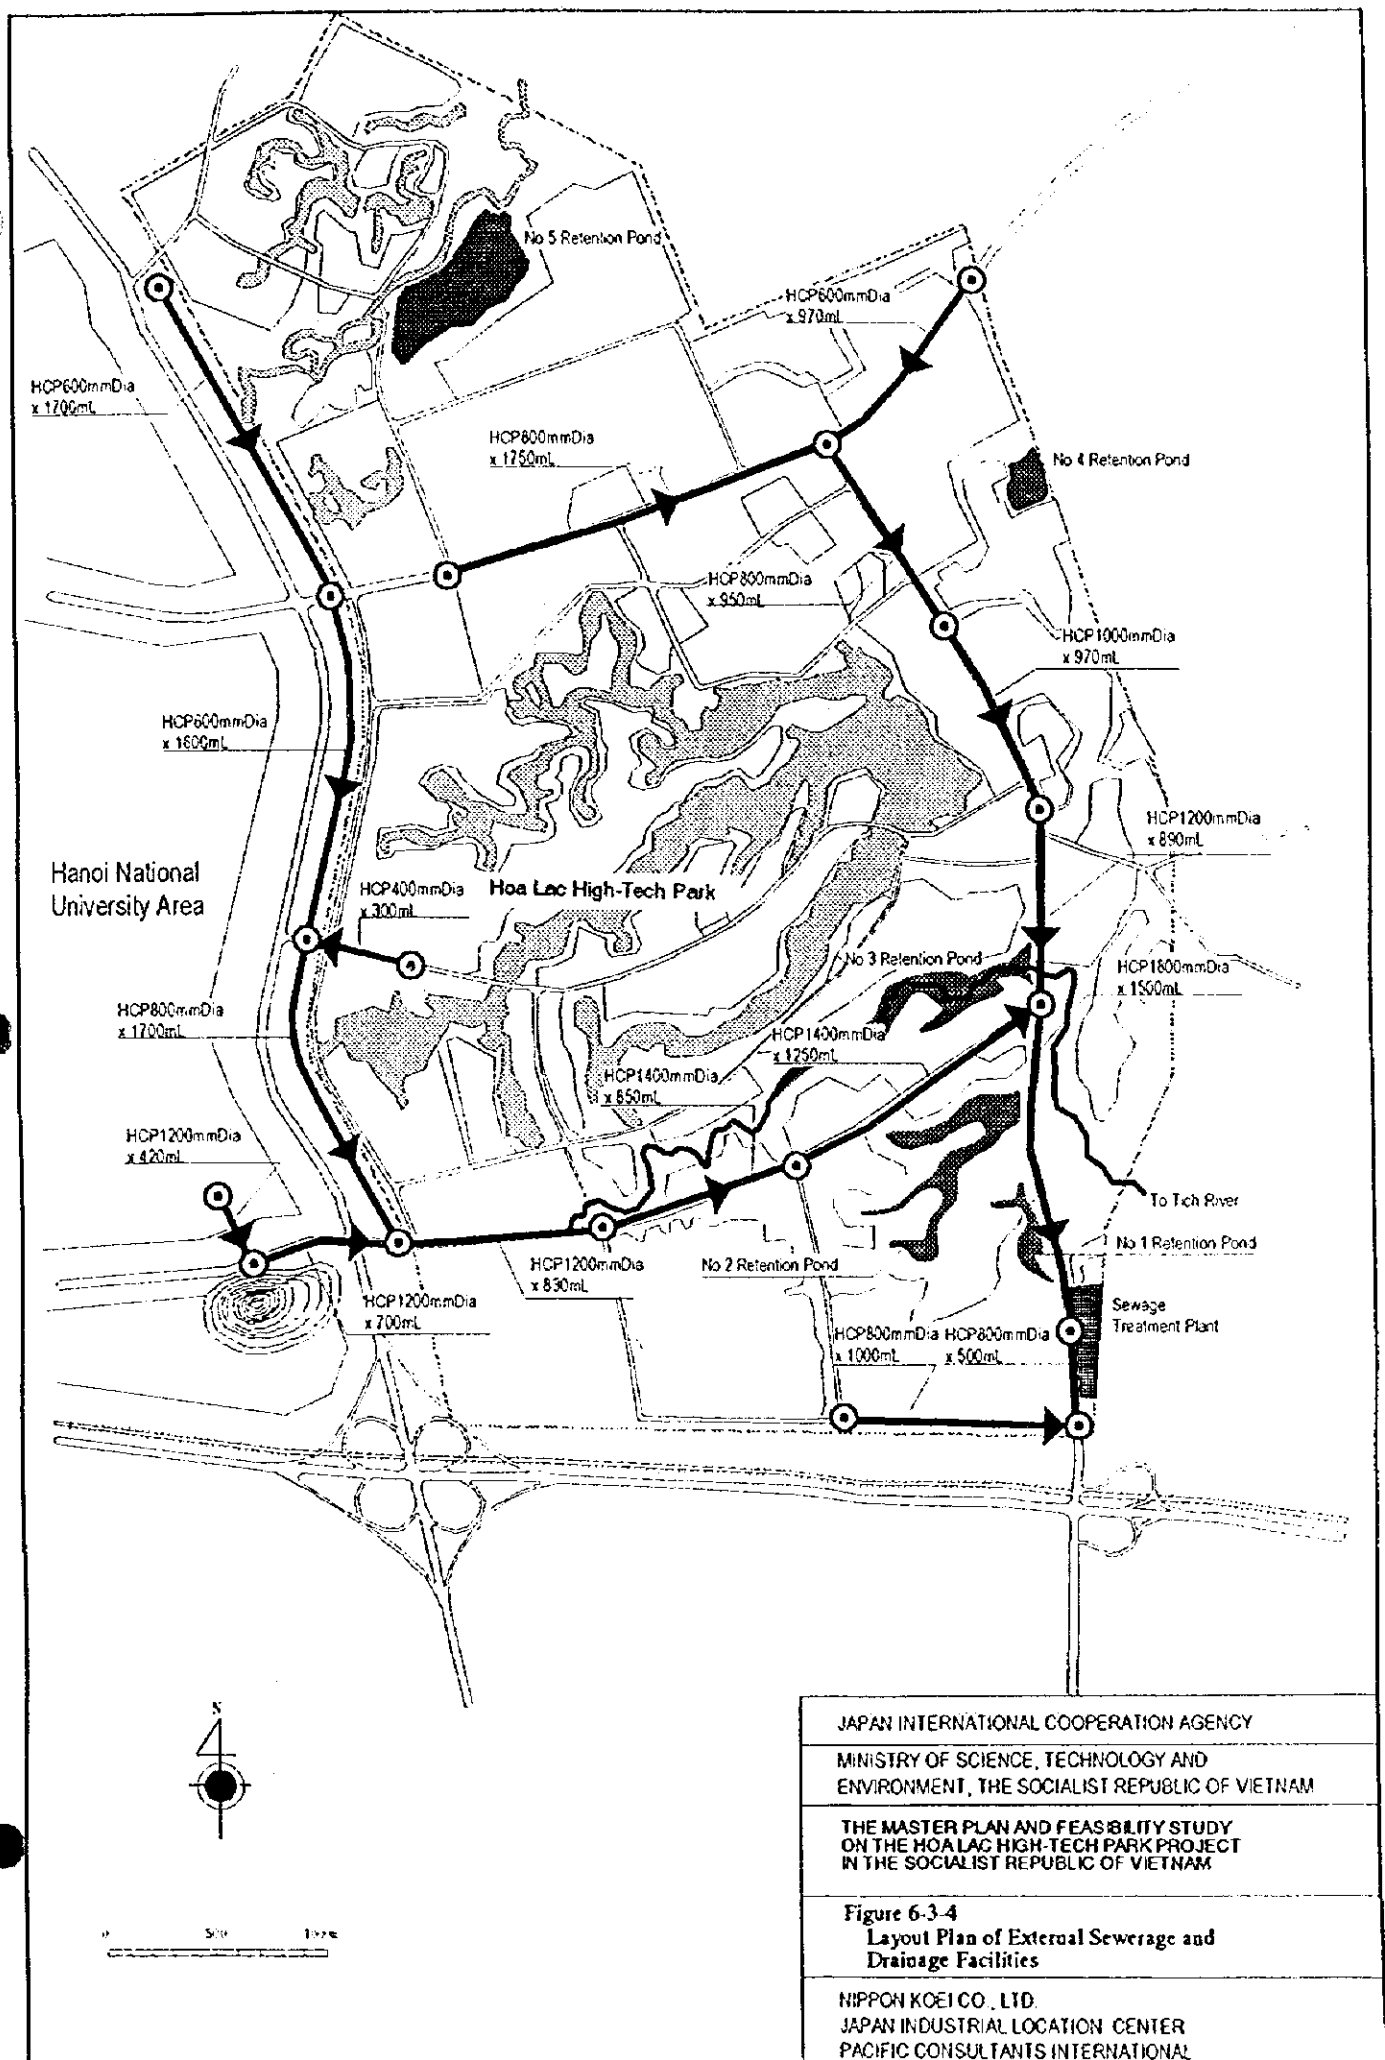 No 5 Retention Pond
HCP600mmDia
x 970mL
HCP600mmDia
x 1700mL
HCP800mmDia
x 1750mL
No 4 Retention Pond
HCP800mmDia
x 950mL
HCP1000mmDia
x 970mL
HCP600mmDia
x 1600mL
HCP1200mmDia
x 890mL
Hanoi National
University Area
HCP400mmDia
x 300mL
Hoa Lac High-Tech Park
No 3 Retention Pond
HCP1800mmDia
x 1500mL
HCP800mmDia
x 1700mL
HCP1400mmDia
x 1250mL
HCP1400mmDia
x 850mL
HCP1200mmDia
x 420mL
To Tich River
No 1 Retention Pond
HCP1200mmDia
x 830mL
No 2 Retention Pond
HCP1200mmDia
x 700mL
Sewage
Treatment Plant
HCP800mmDia HCP800mmDia
x 1000mL x 500mL
0 500
JAPAN INTERNATIONAL COOPERATION AGENCY
MINISTRY OF SCIENCE, TECHNOLOGY AND
ENVIRONMENT, THE SOCIALIST REPUBLIC OF VIETNAM
THE MASTER PLAN AND FEASIBILITY STUDY
ON THE HOA LAC HIGH-TECH PARK PROJECT
IN THE SOCIALIST REPUBLIC OF VIETNAM
Figure 6-3-4
Layout Plan of External Sewerage and
Drainage Facilities
NIPPON KOEI CO., LTD.
JAPAN INDUSTRIAL LOCATION CENTER
PACIFIC CONSULTANTS INTERNATIONAL